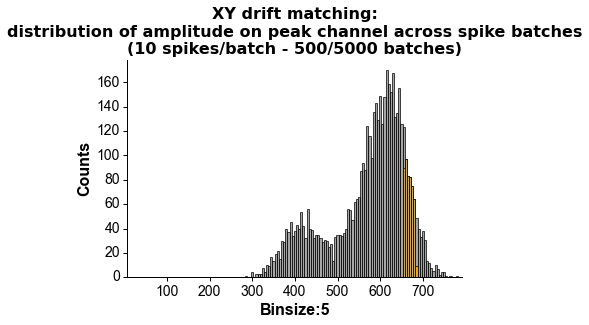 XY drift matching:
distribution of amplitude on peak channel across spike batches
(10 spikes/batch - 500/5000 batches)
160
140
120
100
80
60
40
20
0
Counts
100 200 300 400 500 600 700
Binsize:5